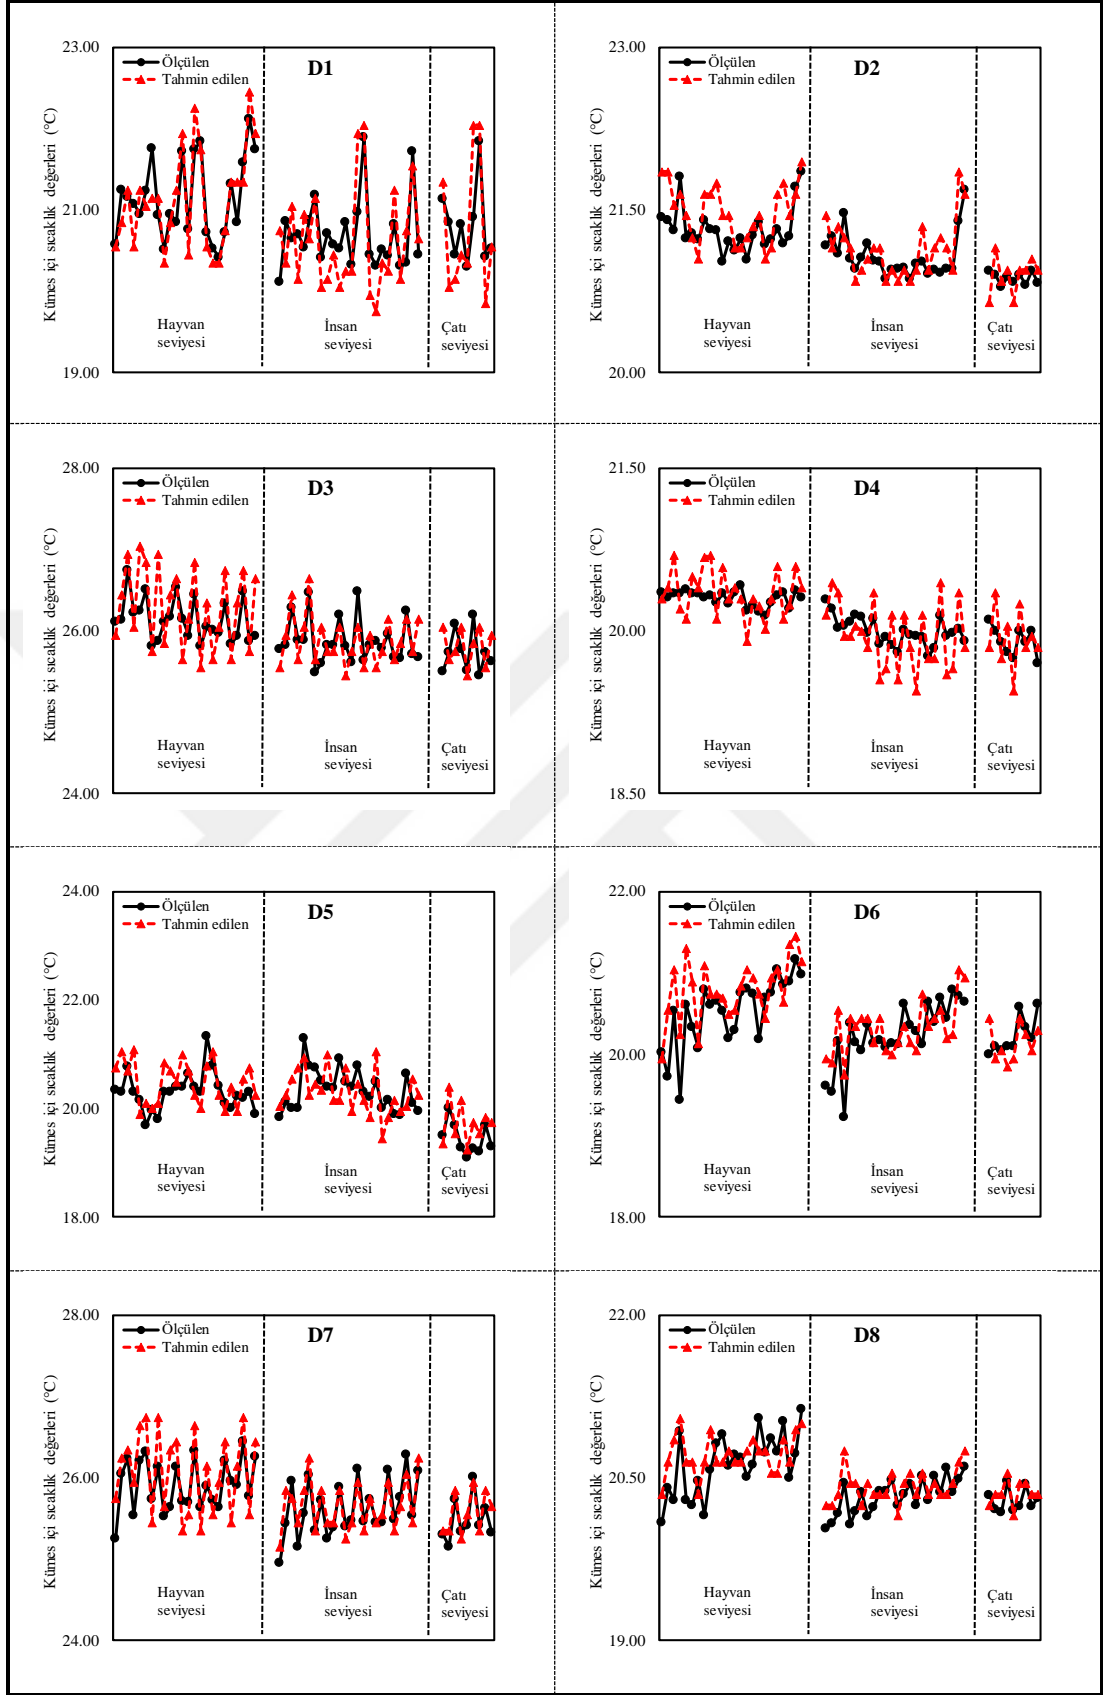 Kümes içi sıcaklık değerleri (°C)
23.00
21.00
19.00
Ölçülen
Tahmin edilen
D1
Hayvan
seviyesi
İnsan
seviyesi
Çatı
seviyesi
Kümes içi sıcaklık değerleri (°C)
23.00
21.50
20.00
Ölçülen
Tahmin edilen
D2
Hayvan
seviyesi
İnsan
seviyesi
Çatı
seviyesi
Kümes içi sıcaklık değerleri (°C)
28.00
26.00
24.00
Ölçülen
Tahmin edilen
D3
Hayvan
seviyesi
İnsan
seviyesi
Çatı
seviyesi
Kümes içi sıcaklık değerleri (°C)
21.50
20.00
18.50
Ölçülen
Tahmin edilen
D4
Hayvan
seviyesi
İnsan
seviyesi
Çatı
seviyesi
Kümes içi sıcaklık değerleri (°C)
24.00
22.00
20.00
18.00
Ölçülen
Tahmin edilen
D5
Hayvan
seviyesi
İnsan
seviyesi
Çatı
seviyesi
Kümes içi sıcaklık değerleri (°C)
22.00
20.00
18.00
Ölçülen
Tahmin edilen
D6
Hayvan
seviyesi
İnsan
seviyesi
Çatı
seviyesi
Kümes içi sıcaklık değerleri (°C)
28.00
26.00
24.00
Ölçülen
Tahmin edilen
D7
Hayvan
seviyesi
İnsan
seviyesi
Çatı
seviyesi
Kümes içi sıcaklık değerleri (°C)
22.00
20.50
19.00
Ölçülen
Tahmin edilen
D8
Hayvan
seviyesi
İnsan
seviyesi
Çatı
seviyesi